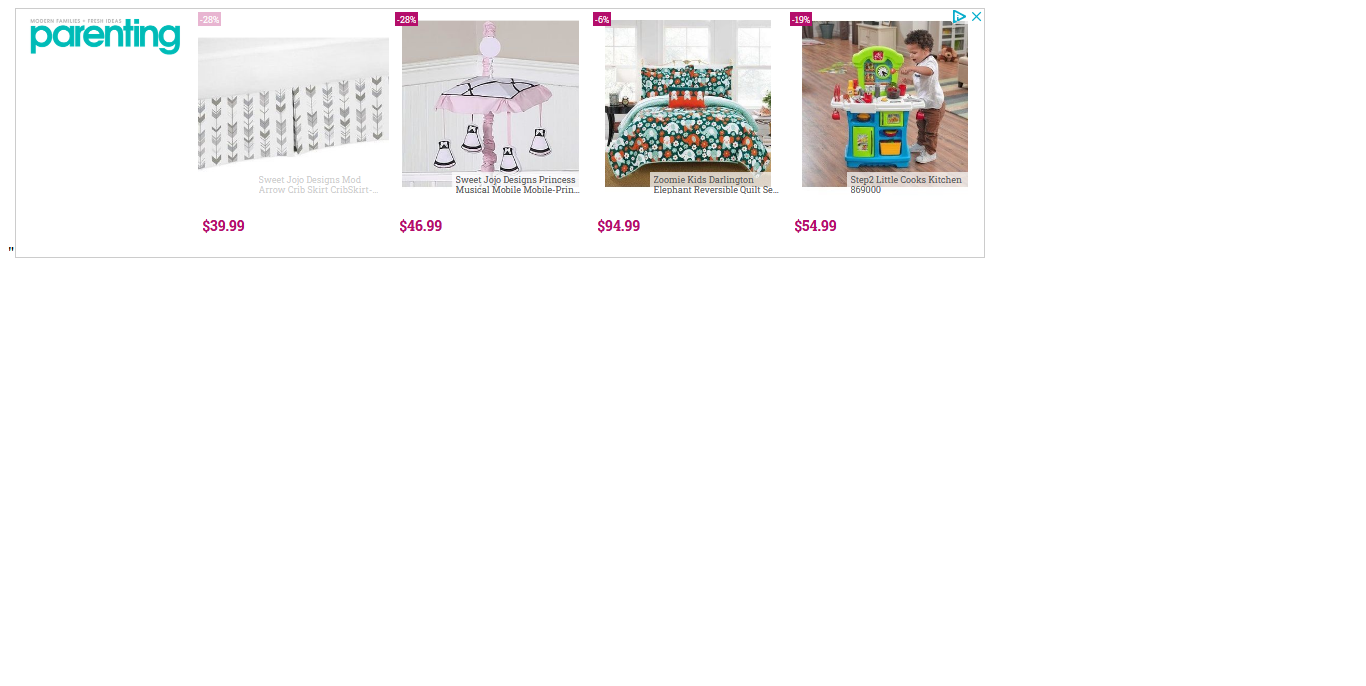 MODERN FAMILIES • FRESH IDEAS
parenting
-28%
Sweet Jojo Designs Mod
Arrow Crib Skirt CribSkirt-...
$39.99
-28%
Sweet Jojo Designs Princess
Musical Mobile Mobile-Prin...
$46.99
-6%
Zoomie Kids Darlington
Elephant Reversible Quilt Se...
$94.99
-19%
Step2 Little Cooks Kitchen
869000
$54.99
"